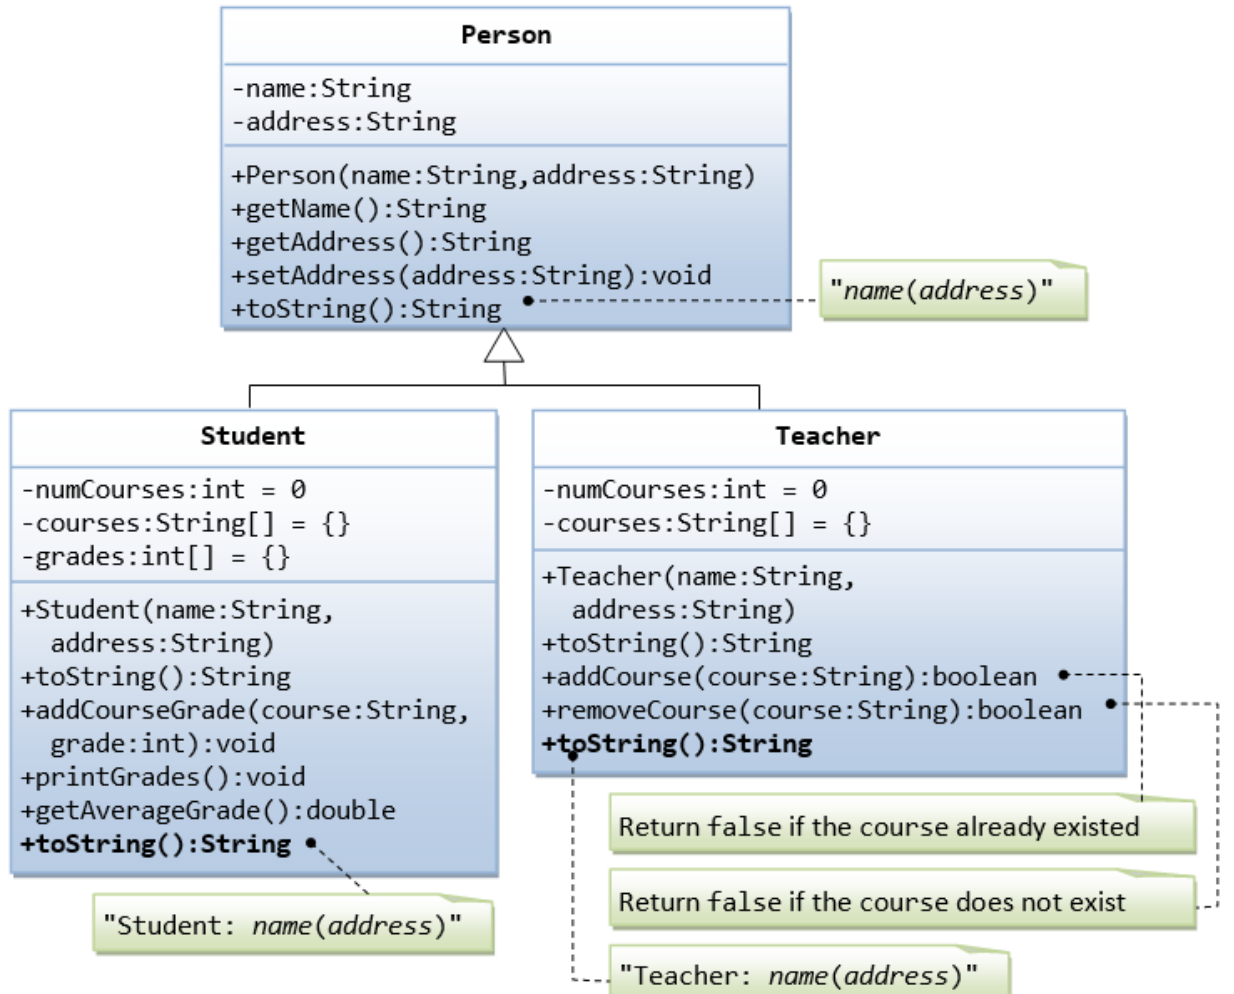 Person
-name:String
-address:String
+Person(name:String,address:String)
+getName():String
+getAddress():String
+setAddress(address:String):void
+toString():String
"name(address)"
Student
-numCourses:int = 0
-courses:String[] = {}
-grades:int[] = {}
+Student(name:String,
address:String)
+toString():String
+addCourseGrade(course:String,
grade:int):void
+printGrades():void
+getAverageGrade():double
+toString():String
"Student: name(address)"
Teacher
-numCourses:int = 0
-courses:String[] = {}
+Teacher(name:String,
address:String)
+toString():String
+addCourse(course:String):boolean
+removeCourse(course:String):boolean
+toString():String
Return false if the course already existed
Return false if the course does not exist
"Teacher: name(address)"